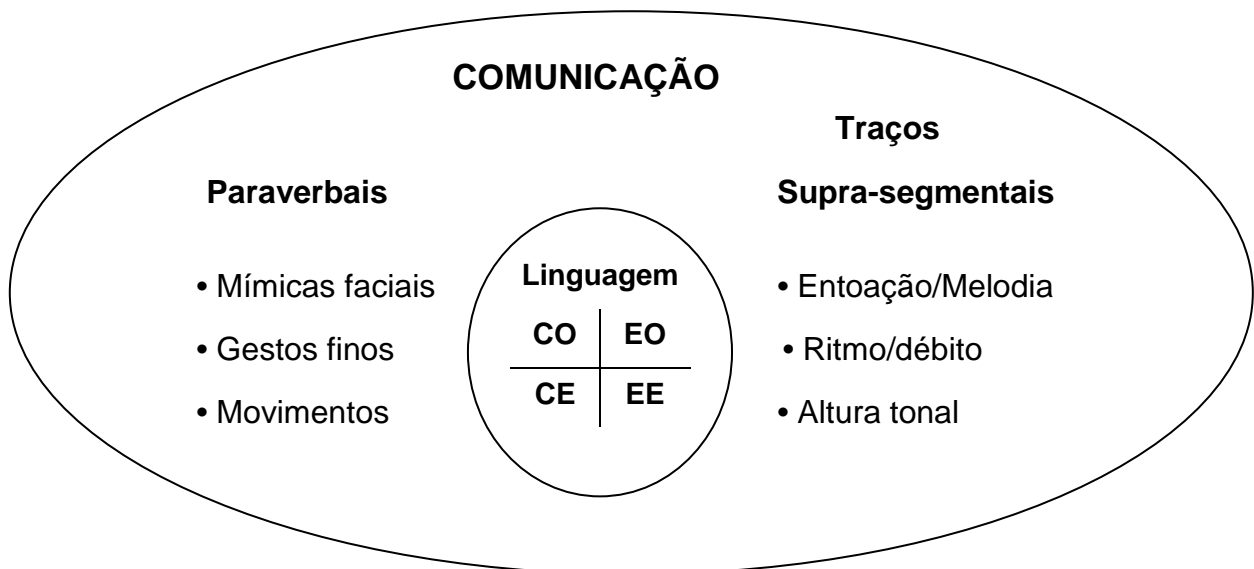 COMUNICAÇÃO
Traços
Paraverbais
Supra-segmentais
• Mímicas faciais
• Gestos finos
• Movimentos
Linguagem
CO EO
CE EE
• Entoação/Melodia
• Ritmo/débito
• Altura tonal